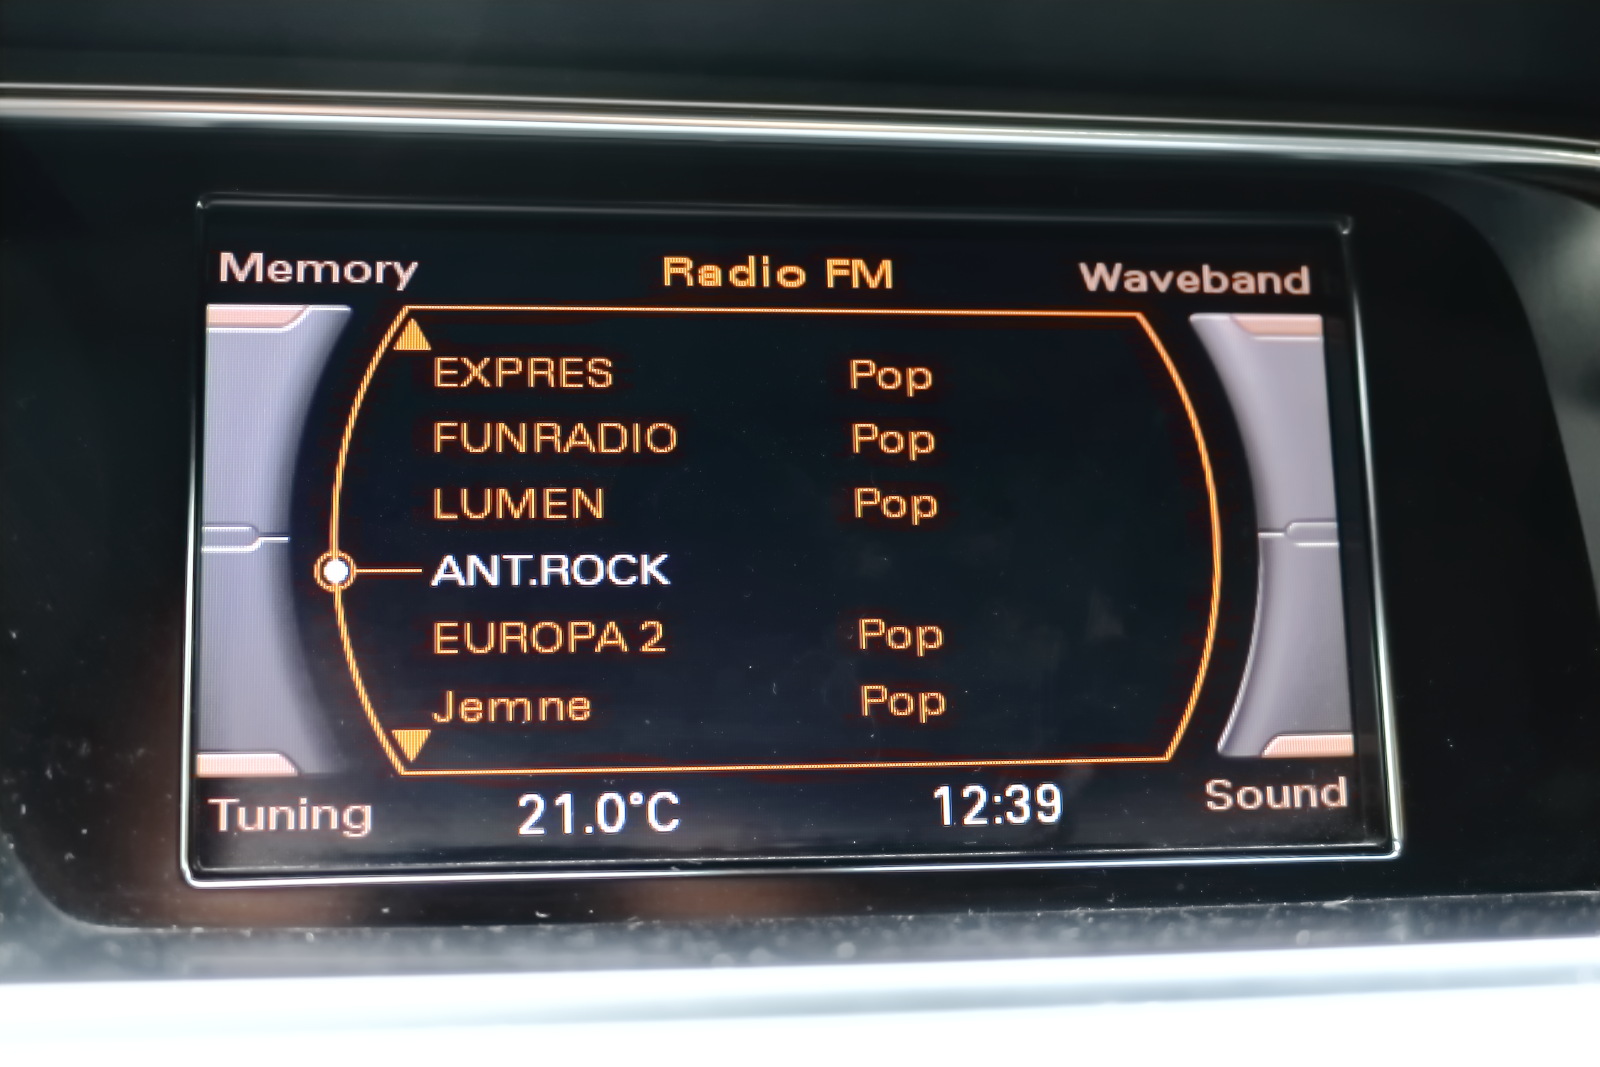 Memory Radio FM Waveband
EXPRES Pop
FUNRADIO Pop
LUMEN Pop
ANT.ROCK
EUROPA 2 Pop
Jemne Pop
Tuning 21.0°C 12:39 Sound